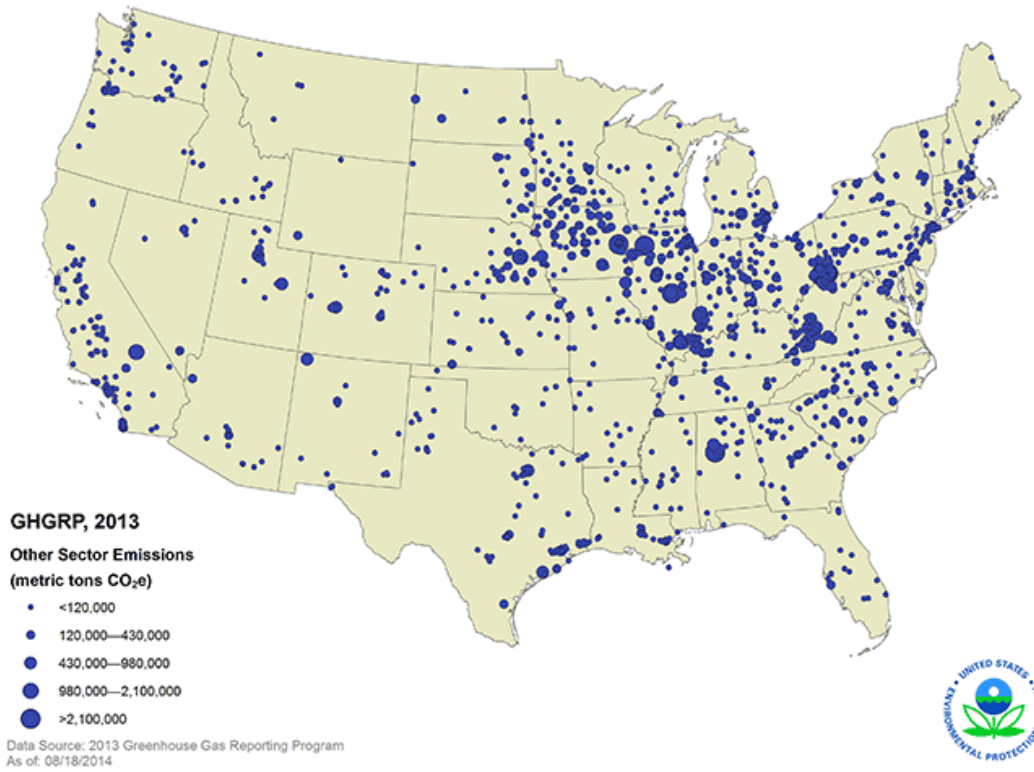 GHGRP, 2013
Other Sector Emissions
(metric tons CO₂e)
<120,000
120,000—430,000
430,000—980,000
980,000—2,100,000
>2,100,000
Data Source: 2013 Greenhouse Gas Reporting Program
As of: 08/18/2014
UNITED STATES
ENVIRONMENTAL PROTECTION